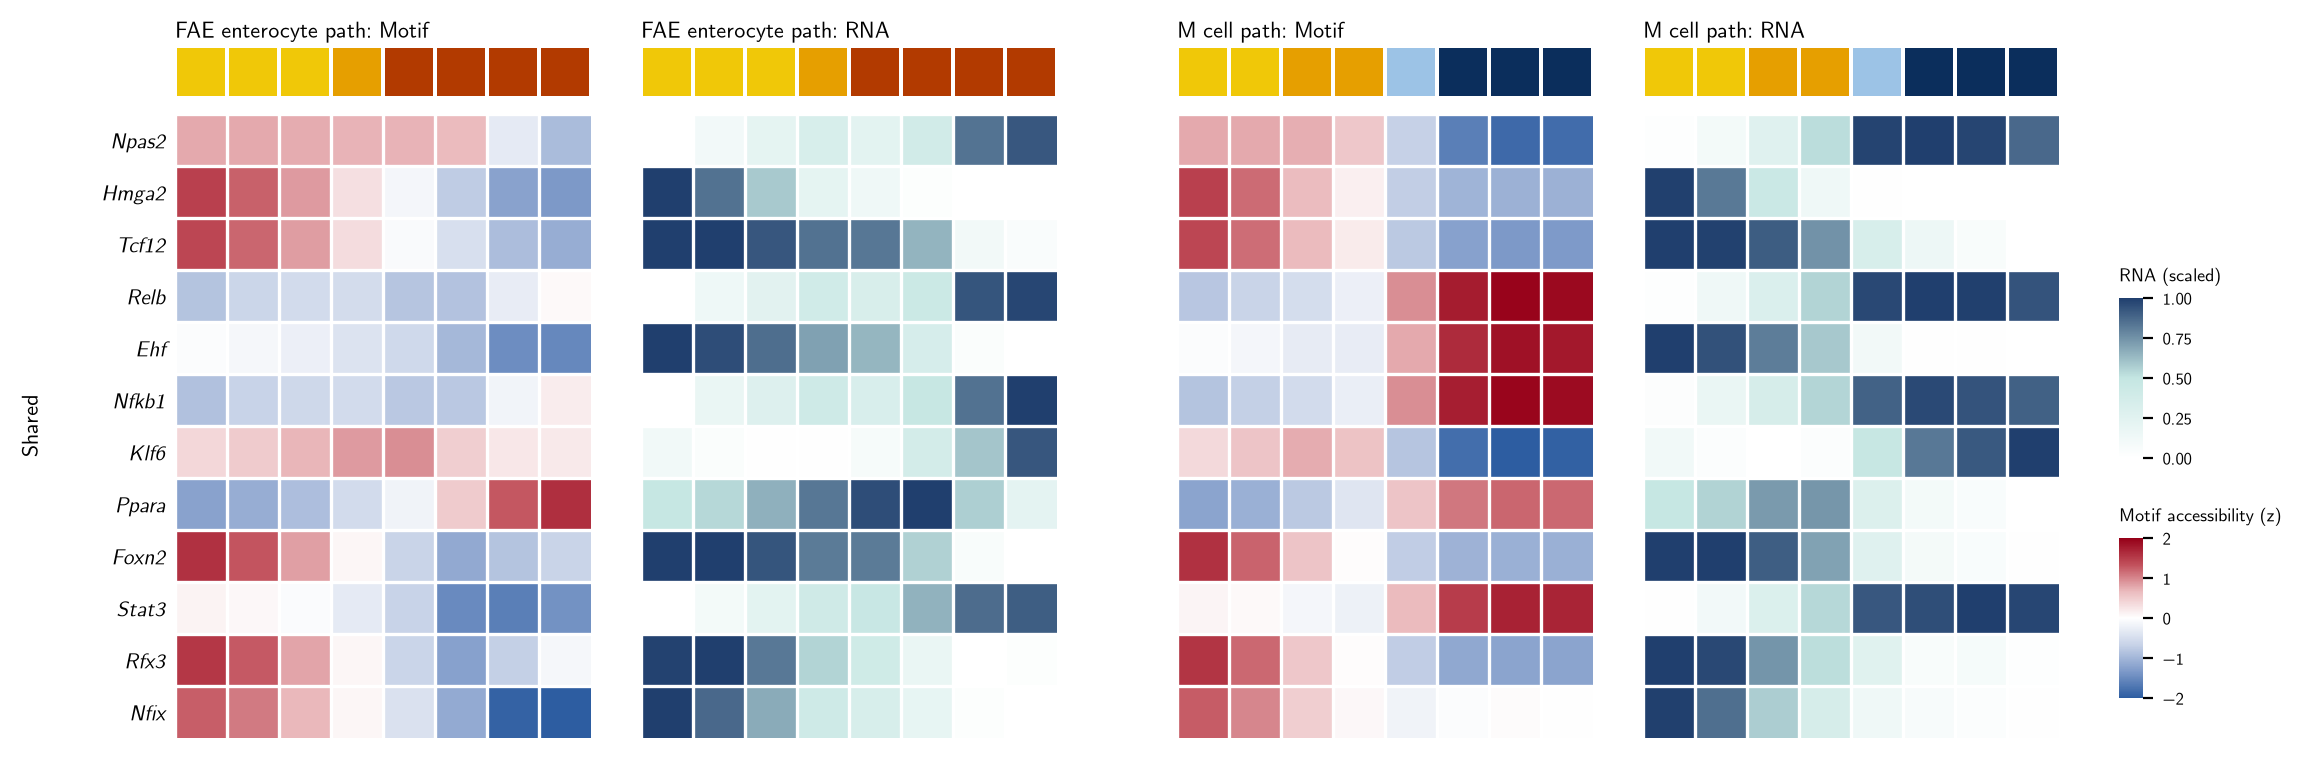 FAE enterocyte path: Motif
FAE enterocyte path: RNA
M cell path: Motif
M cell path: RNA
Shared
Npas2
Hmga2
Tcf12
Relb
Ehf
Nfkb1
Klf6
Ppara
Foxn2
Stat3
Rfx3
Nfix
RNA (scaled)
1.00
0.75
0.50
0.25
0.00
Motif accessibility (z)
2
1
0
−1
−2